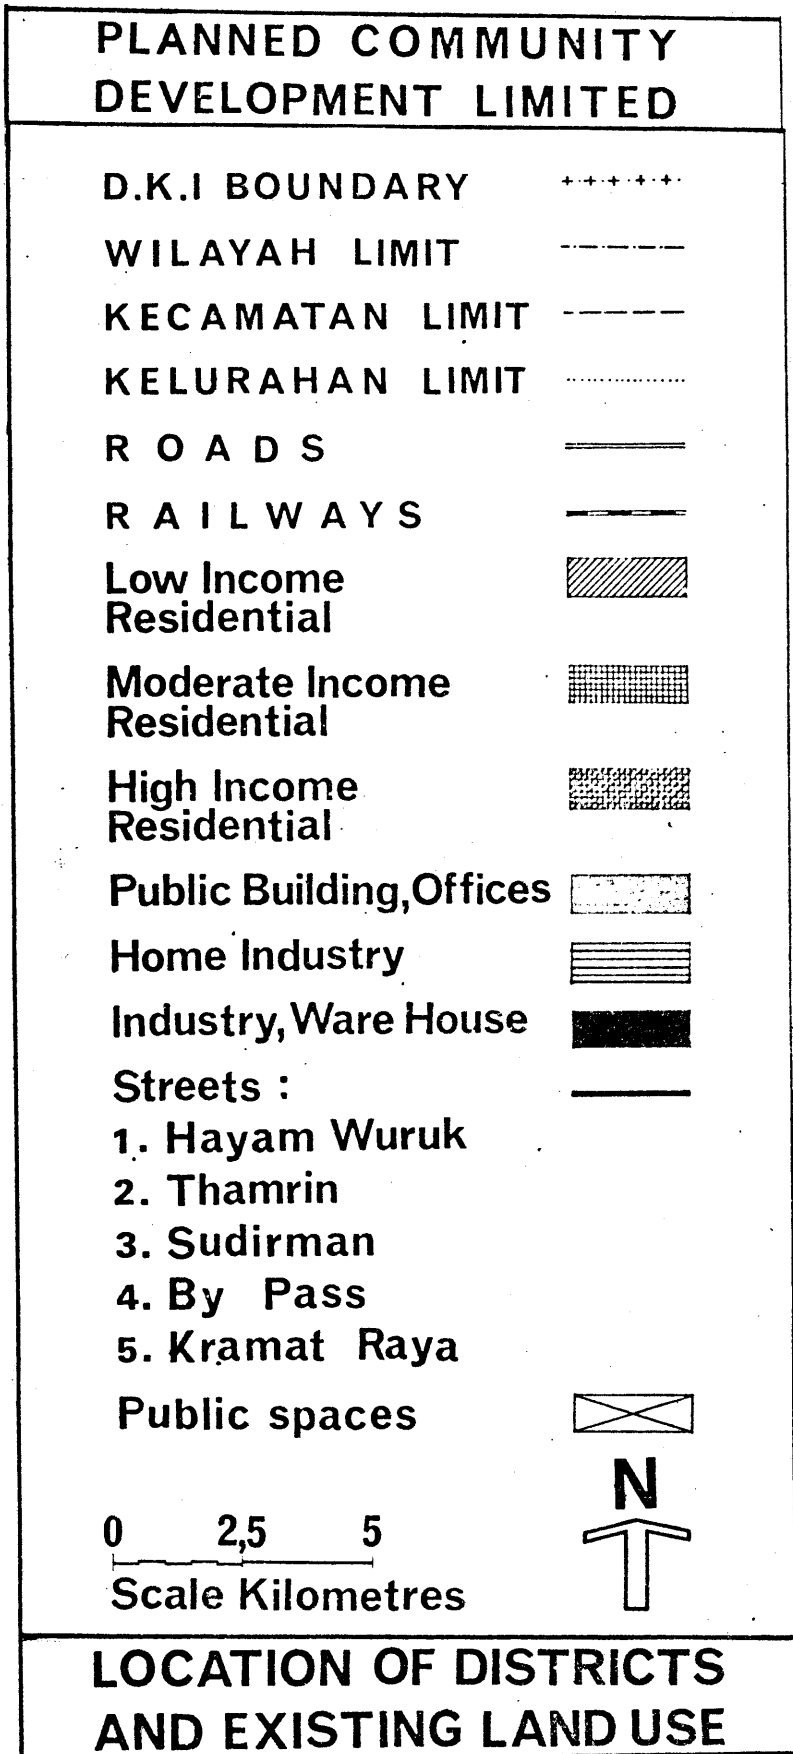 PLANNED COMMUNITY
DEVELOPMENT LIMITED
D.K.I BOUNDARY
WILAYAH LIMIT
KECAMATAN LIMIT
KELURAHAN LIMIT
ROADS
RAILWAYS
Low Income
Residential
Moderate Income
Residential
High Income
Residential
Public Building,Offices
Home Industry
Industry,Ware House
Streets :
1. Hayam Wuruk
2. Thamrin
3. Sudirman
4. By Pass
5. Kramat Raya
Public spaces
N
0 2,5 5
Scale Kilometres
LOCATION OF DISTRICTS
AND EXISTING LAND USE